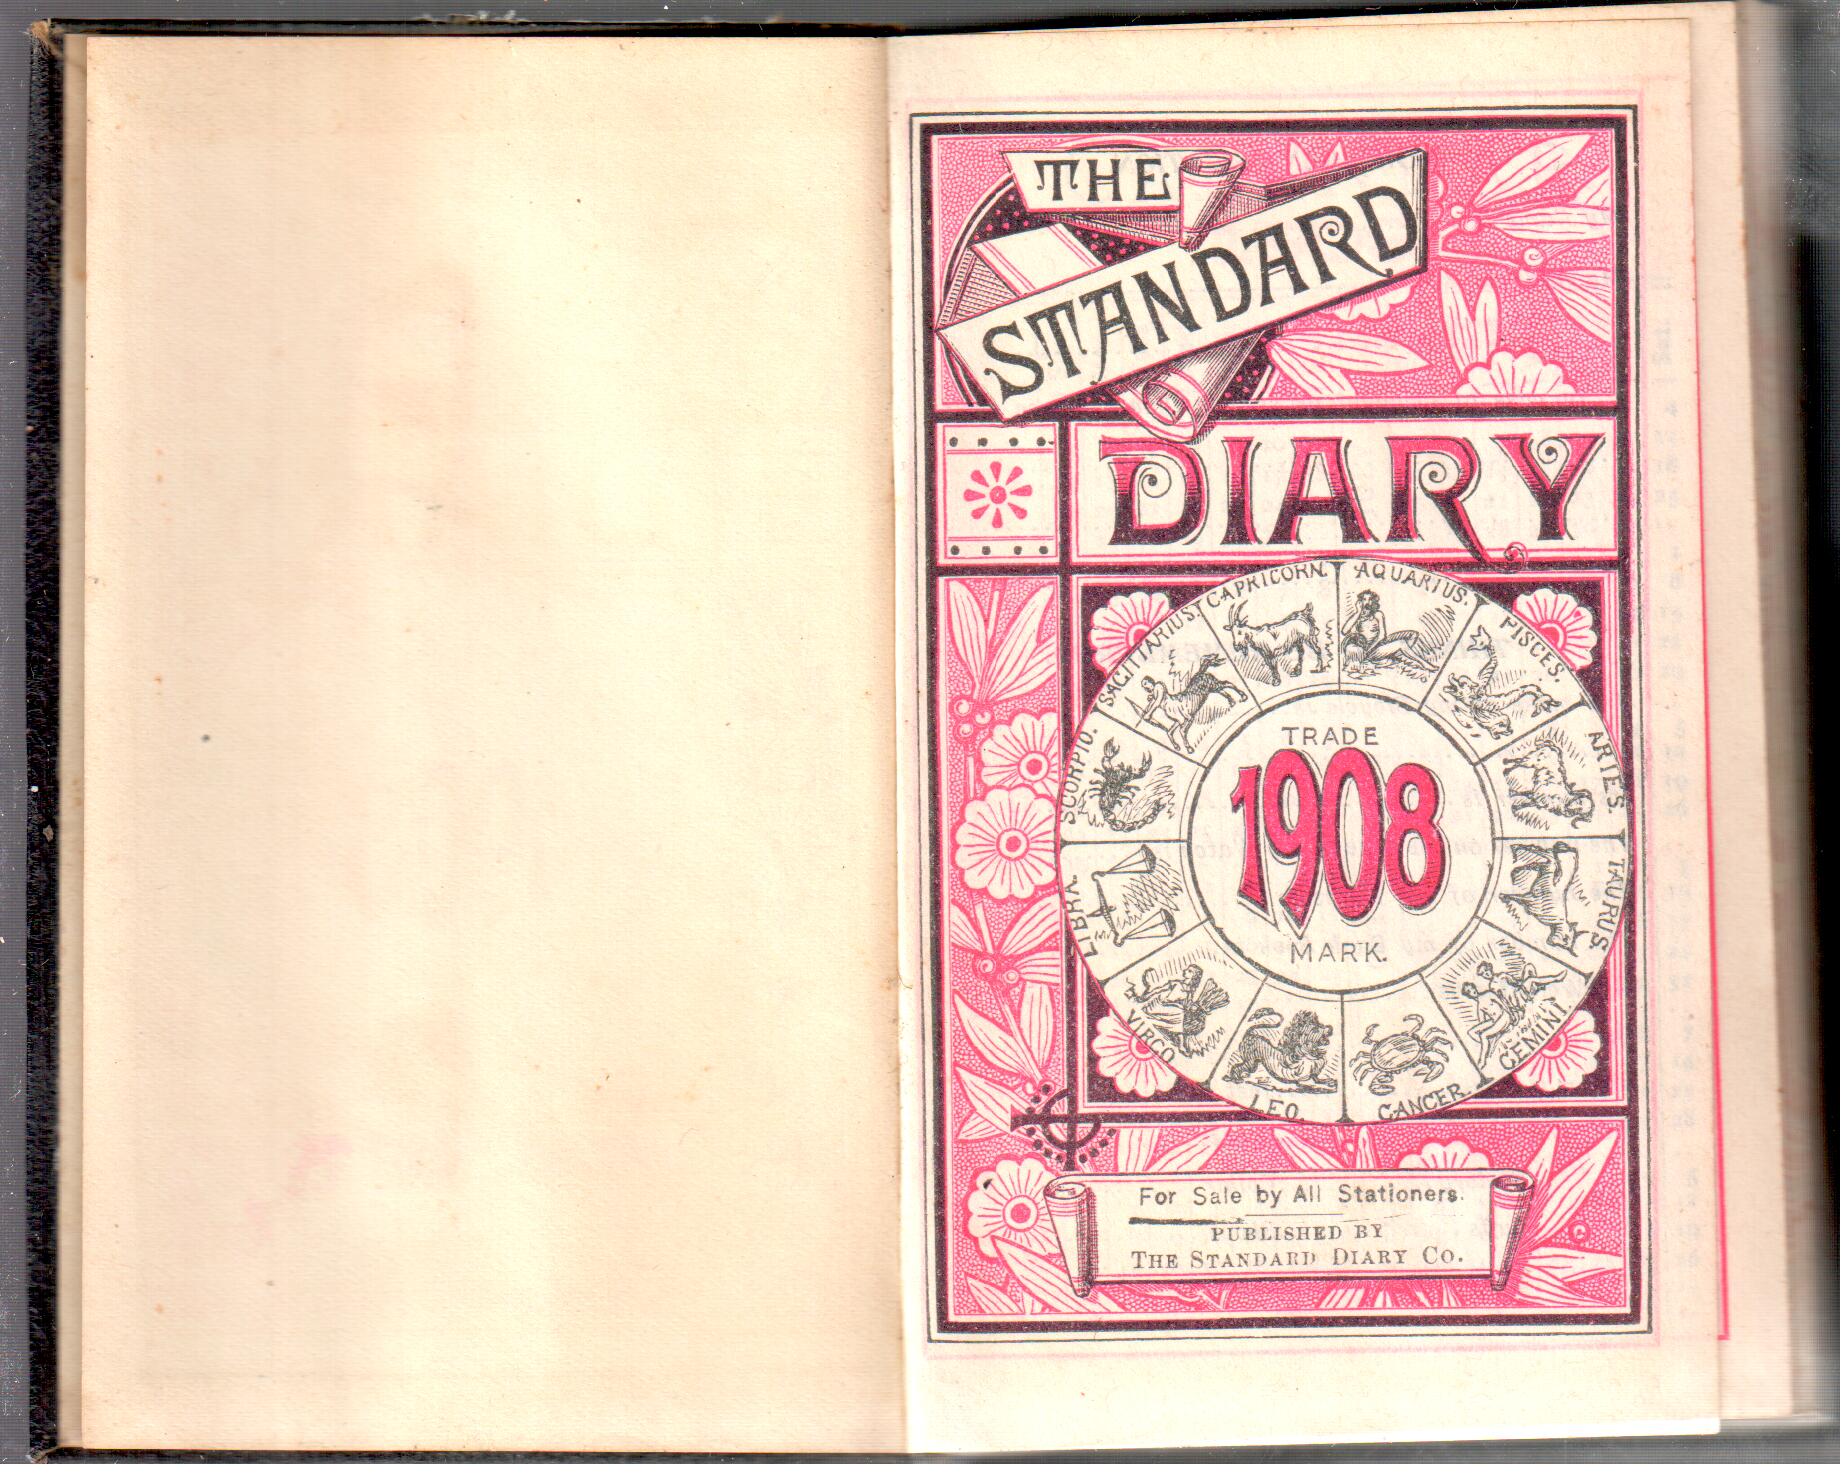 THE
STANDARD
DIARY
CAPRICORN.
AQUARIUS.
PISCES.
ARIES.
TAURUS.
GEMINI.
CANCER.
LEO.
VIRGO.
LIBRA.
SCORPIO.
SAGITTARIUS.
TRADE
1908
MARK.
For Sale by All Stationers.
PUBLISHED BY
THE STANDARD DIARY CO.